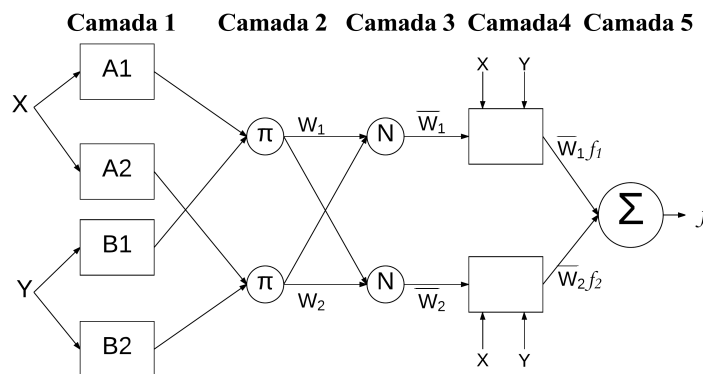 Camada 1 Camada 2 Camada 3 Camada4 Camada 5
X Y
A1
X
π W₁ N W̅₁
W̅₁f₁
A2
B1
Σ
Y
π W₂ N W̅₂
W̅₂f₂
B2
X Y